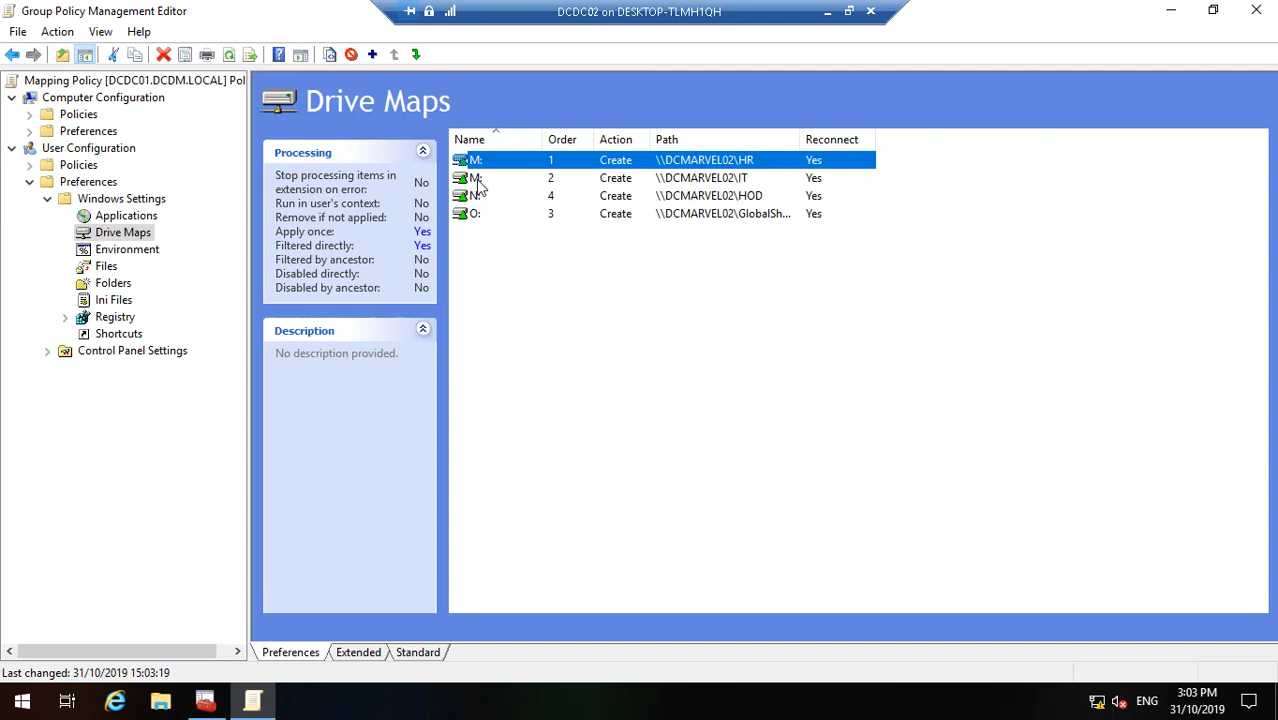 Group Policy Management Editor
DCDC02 on DESKTOP-TLMH1QH
File Action View Help
Mapping Policy [DCDC01.DCDM.LOCAL] Pol
Computer Configuration
Policies
Preferences
User Configuration
Policies
Preferences
Windows Settings
Applications
Drive Maps
Environment
Files
Folders
Ini Files
Registry
Shortcuts
Control Panel Settings
Drive Maps
Processing
Stop processing items in
extension on error: No
Run in user's context: No
Remove if not applied: No
Apply once: Yes
Filtered directly: Yes
Filtered by ancestor: No
Disabled directly: No
Disabled by ancestor: No
Description
No description provided.
Name Order Action Path Reconnect
M: 1 Create \\DCMARVEL02\HR Yes
M: 2 Create \\DCMARVEL02\IT Yes
N: 4 Create \\DCMARVEL02\HOD Yes
O: 3 Create \\DCMARVEL02\GlobalSh... Yes
Preferences Extended Standard
Last changed: 31/10/2019 15:03:19
ENG
3:03 PM
31/10/2019